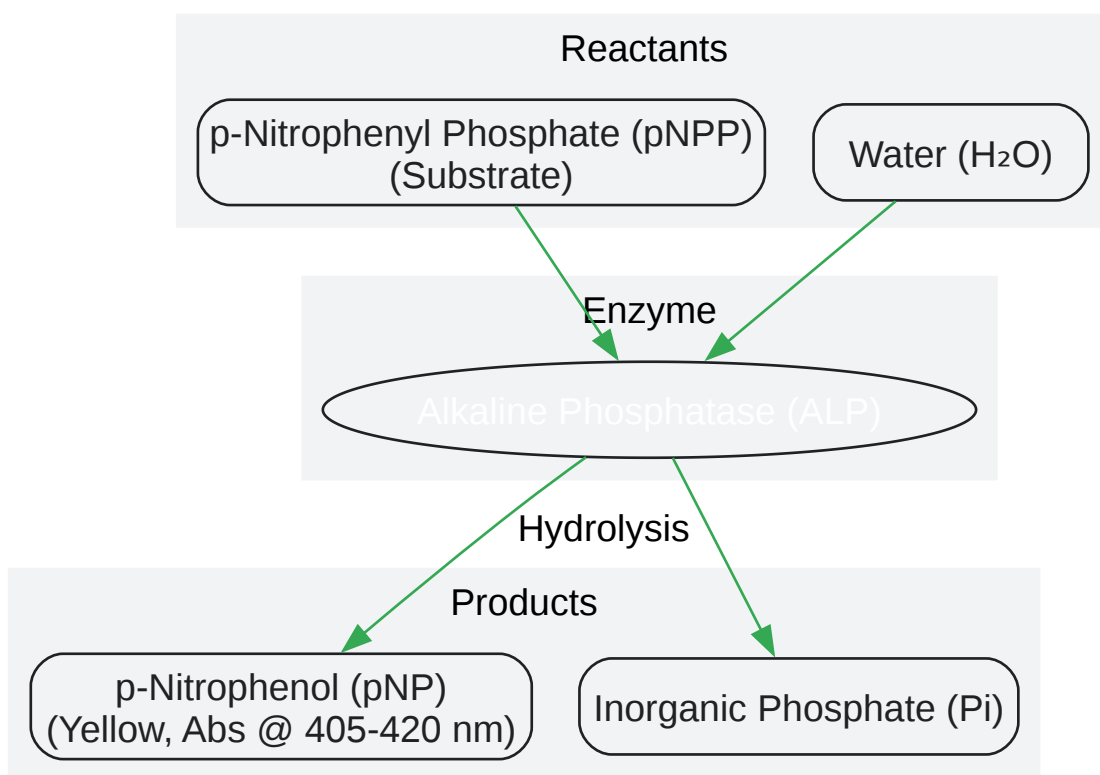 Reactants
p-Nitrophenyl Phosphate (pNPP)
(Substrate)
Water (H₂O)
Enzyme
Alkaline Phosphatase (ALP)
Hydrolysis
Products
p-Nitrophenol (pNP)
(Yellow, Abs @ 405-420 nm)
Inorganic Phosphate (Pi)